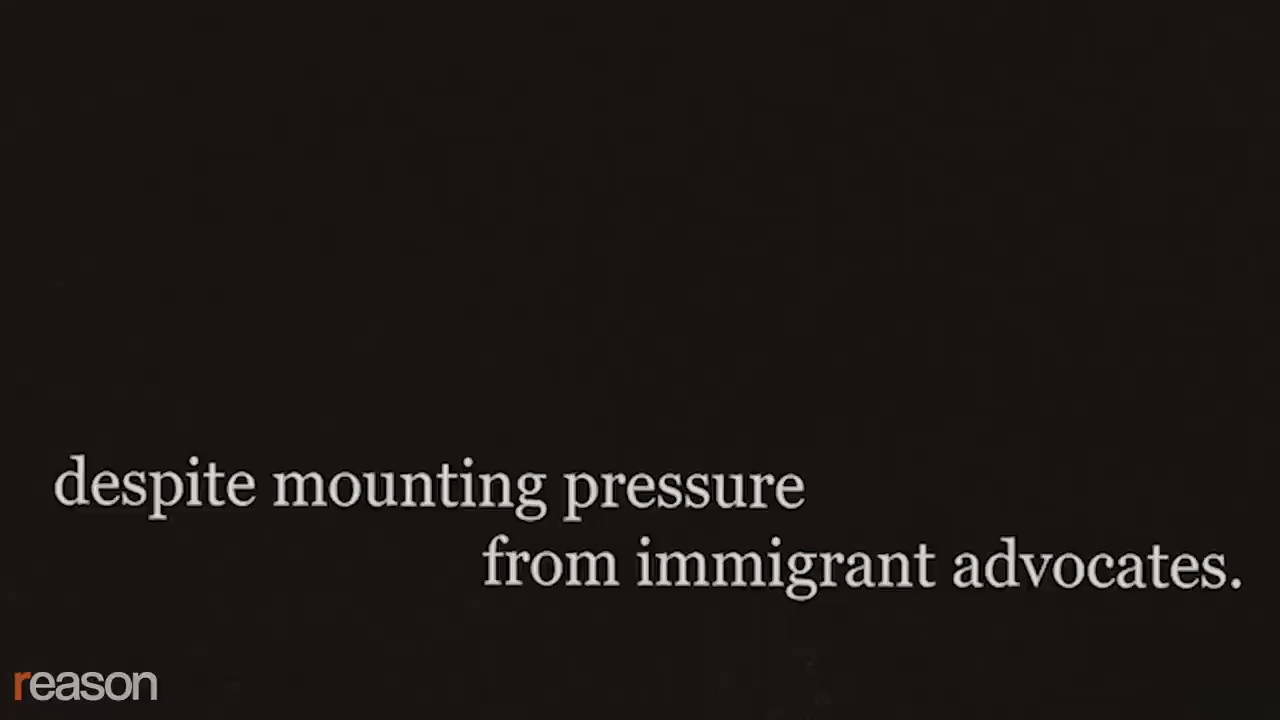 despite mounting pressure
from immigrant advocates.
reason